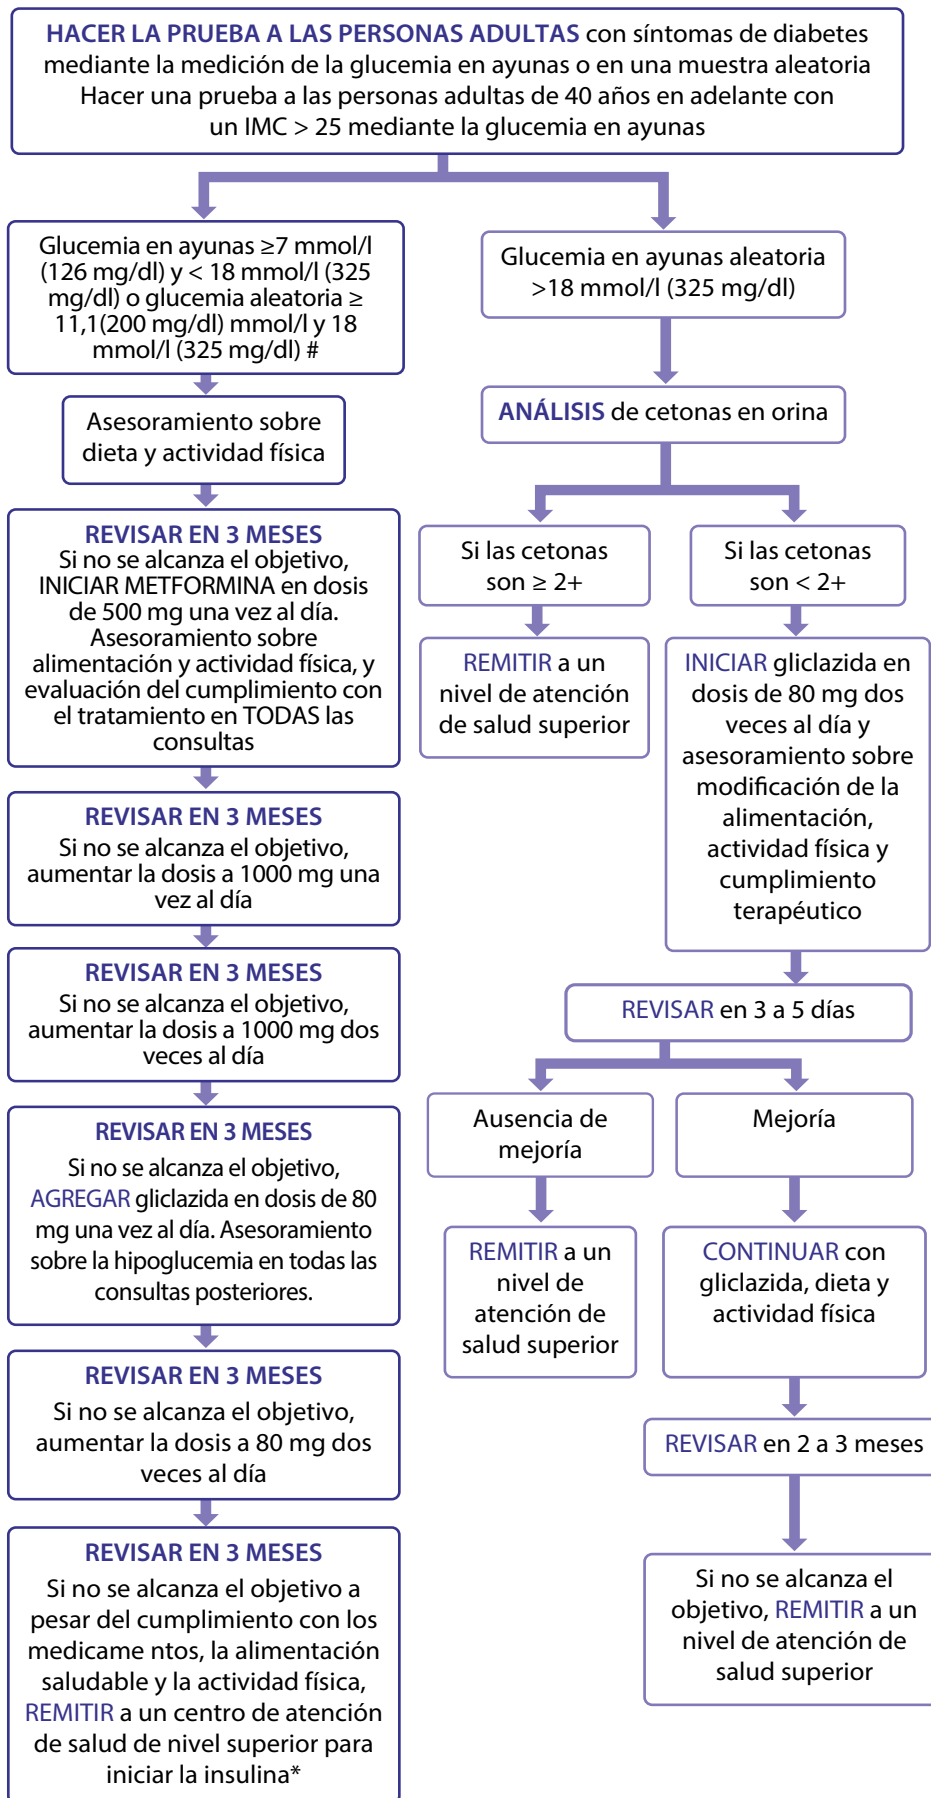 HACER LA PRUEBA A LAS PERSONAS ADULTAS con síntomas de diabetes
mediante la medición de la glucemia en ayunas o en una muestra aleatoria
Hacer una prueba a las personas adultas de 40 años en adelante con
un IMC > 25 mediante la glucemia en ayunas
Glucemia en ayunas ≥7 mmol/l
(126 mg/dl) y < 18 mmol/l (325
mg/dl) o glucemia aleatoria ≥
11,1(200 mg/dl) mmol/l y 18
mmol/l (325 mg/dl) #
Asesoramiento sobre
dieta y actividad física
REVISAR EN 3 MESES
Si no se alcanza el objetivo,
INICIAR METFORMINA en dosis
de 500 mg una vez al día.
Asesoramiento sobre
alimentación y actividad física, y
evaluación del cumplimiento con
el tratamiento en TODAS las
consultas
REVISAR EN 3 MESES
Si no se alcanza el objetivo,
aumentar la dosis a 1000 mg una
vez al día
REVISAR EN 3 MESES
Si no se alcanza el objetivo,
aumentar la dosis a 1000 mg dos
veces al día
REVISAR EN 3 MESES
Si no se alcanza el objetivo,
AGREGAR gliclazida en dosis de 80
mg una vez al día. Asesoramiento
sobre la hipoglucemia en todas las
consultas posteriores.
REVISAR EN 3 MESES
Si no se alcanza el objetivo,
aumentar la dosis a 80 mg dos
veces al día
REVISAR EN 3 MESES
Si no se alcanza el objetivo a
pesar del cumplimiento con los
medicame ntos, la alimentación
saludable y la actividad física,
REMITIR a un centro de atención
de salud de nivel superior para
iniciar la insulina*
Glucemia en ayunas aleatoria
>18 mmol/l (325 mg/dl)
ANÁLISIS de cetonas en orina
Si las cetonas
son ≥ 2+
REMITIR a un
nivel de atención
de salud superior
Si las cetonas
son < 2+
INICIAR gliclazida en
dosis de 80 mg dos
veces al día y
asesoramiento sobre
modificación de la
alimentación,
actividad física y
cumplimiento
terapéutico
REVISAR en 3 a 5 días
Ausencia de
mejoría
REMITIR a un
nivel de
atención de
salud superior
Mejoría
CONTINUAR con
gliclazida, dieta y
actividad física
REVISAR en 2 a 3 meses
Si no se alcanza el
objetivo, REMITIR a un
nivel de atención de
salud superior